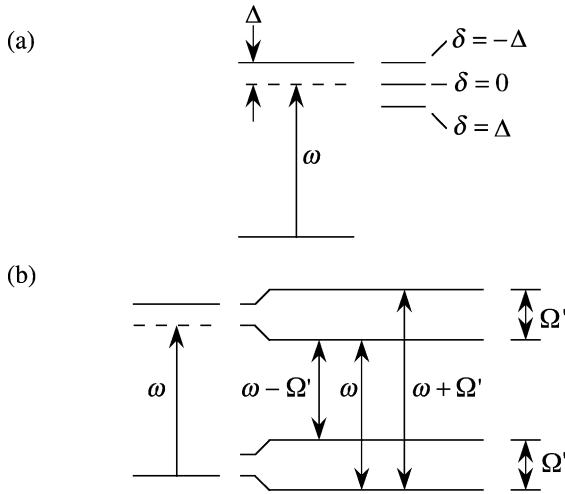 (a)
Δ
δ = −Δ
δ = 0
δ = Δ
ω
(b)
Ω'
ω
ω − Ω'
ω
ω + Ω'
Ω'